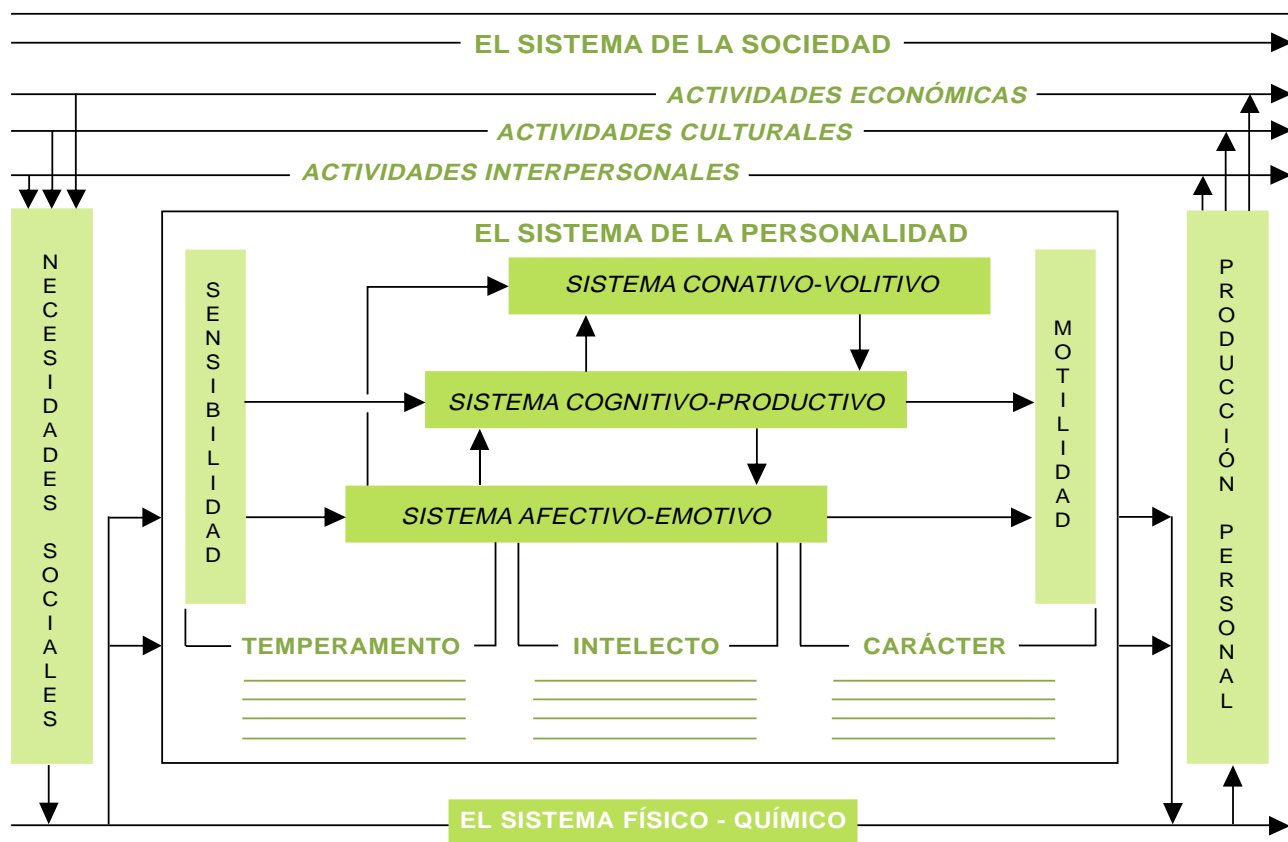 EL SISTEMA DE LA SOCIEDAD
ACTIVIDADES ECONÓMICAS
ACTIVIDADES CULTURALES
ACTIVIDADES INTERPERSONALES
NECESIDADES SOCIALES
EL SISTEMA DE LA PERSONALIDAD
SENSIBILIDAD
SISTEMA CONATIVO-VOLITIVO
SISTEMA COGNITIVO-PRODUCTIVO
SISTEMA AFECTIVO-EMOTIVO
MOTILIDAD
TEMPERAMENTO
INTELECTO
CARÁCTER
PRODUCCIÓN PERSONAL
EL SISTEMA FÍSICO - QUÍMICO